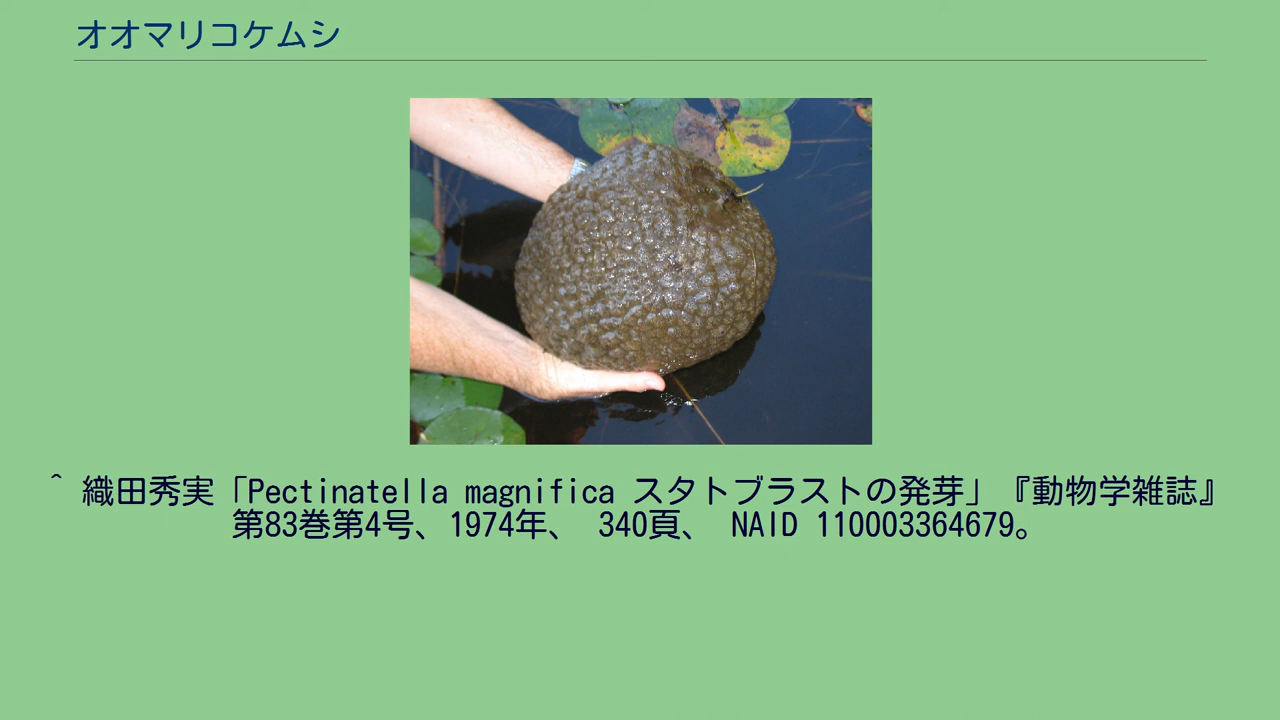 オオマリコケムシ
^ 織田秀実「Pectinatella magnifica スタトブラストの発芽」『動物学雑誌』
第83巻第4号、1974年、 340頁、 NAID 110003364679。